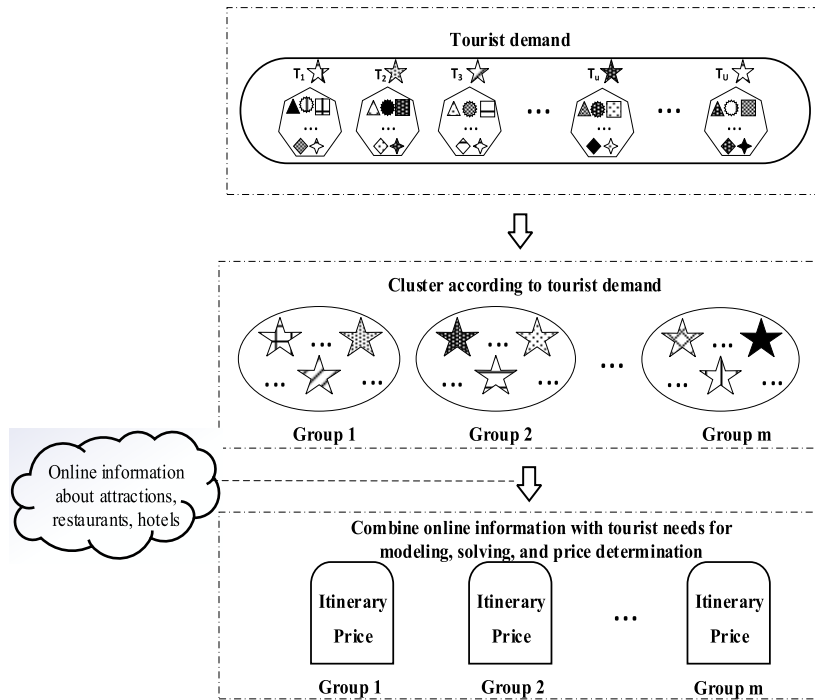 Tourist demand
T1 T2 T3 Tu TU
... ... ... ... ... ... ...
Cluster according to tourist demand
... ... ...
...
... ... ... ... ... ...
Group 1 Group 2 Group m
Online information
about attractions,
restaurants, hotels
Combine online information with tourist needs for
modeling, solving, and price determination
Itinerary Itinerary Itinerary
...
Price Price Price
Group 1 Group 2 Group m